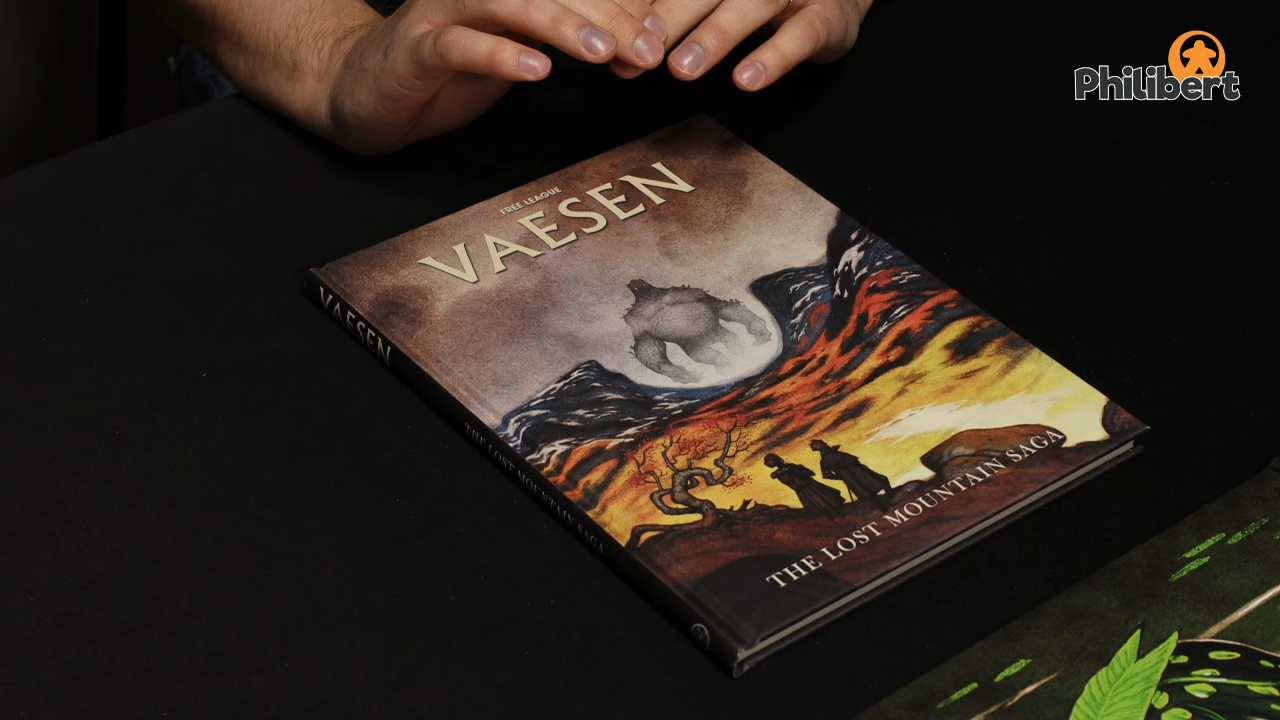 Philibert
FREE LEAGUE
VAESEN
VAESEN
THE LOST MOUNTAIN SAGA
THE LOST MOUNTAIN SAGA